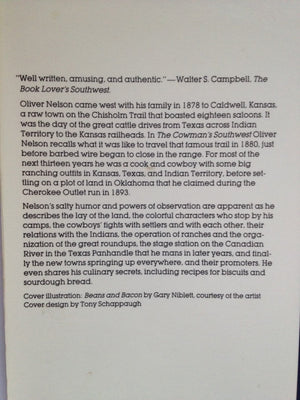 "Well written, amusing, and authentic."—Walter S. Campbell, The
Book Lover's Southwest.
Oliver Nelson came west with his family in 1878 to Caldwell, Kansas,
a raw town on the Chisholm Trail that boasted eighteen saloons. It
was the day of the great cattle drives from Texas across Indian
Territory to the Kansas railheads. In The Cowman's Southwest Oliver
Nelson recalls what it was like to travel that famous trail in 1880, just
before barbed wire began to close in the range. For most of the
next thirteen years he was a cook and cowboy with some big
ranching outfits in Kansas, Texas, and Indian Territory, before set-
tling on a plot of land in Oklahoma that he claimed during the
Cherokee Outlet run in 1893.
Nelson's salty humor and powers of observation are apparent as he
describes the lay of the land, the colorful characters who stop by his
camps, the cowboys' fights with settlers and with each other, their
relations with the Indians, the operation of ranches and the orga-
nization of the great roundups, the stage station on the Canadian
River in the Texas Panhandle that he mans in later years, and final-
ly the new towns springing up everywhere, and their promoters. He
even shares his culinary secrets, including recipes for biscuits and
sourdough bread.
Cover illustration: Beans and Bacon by Gary Niblett, courtesy of the artist
Cover design by Tony Schappaugh